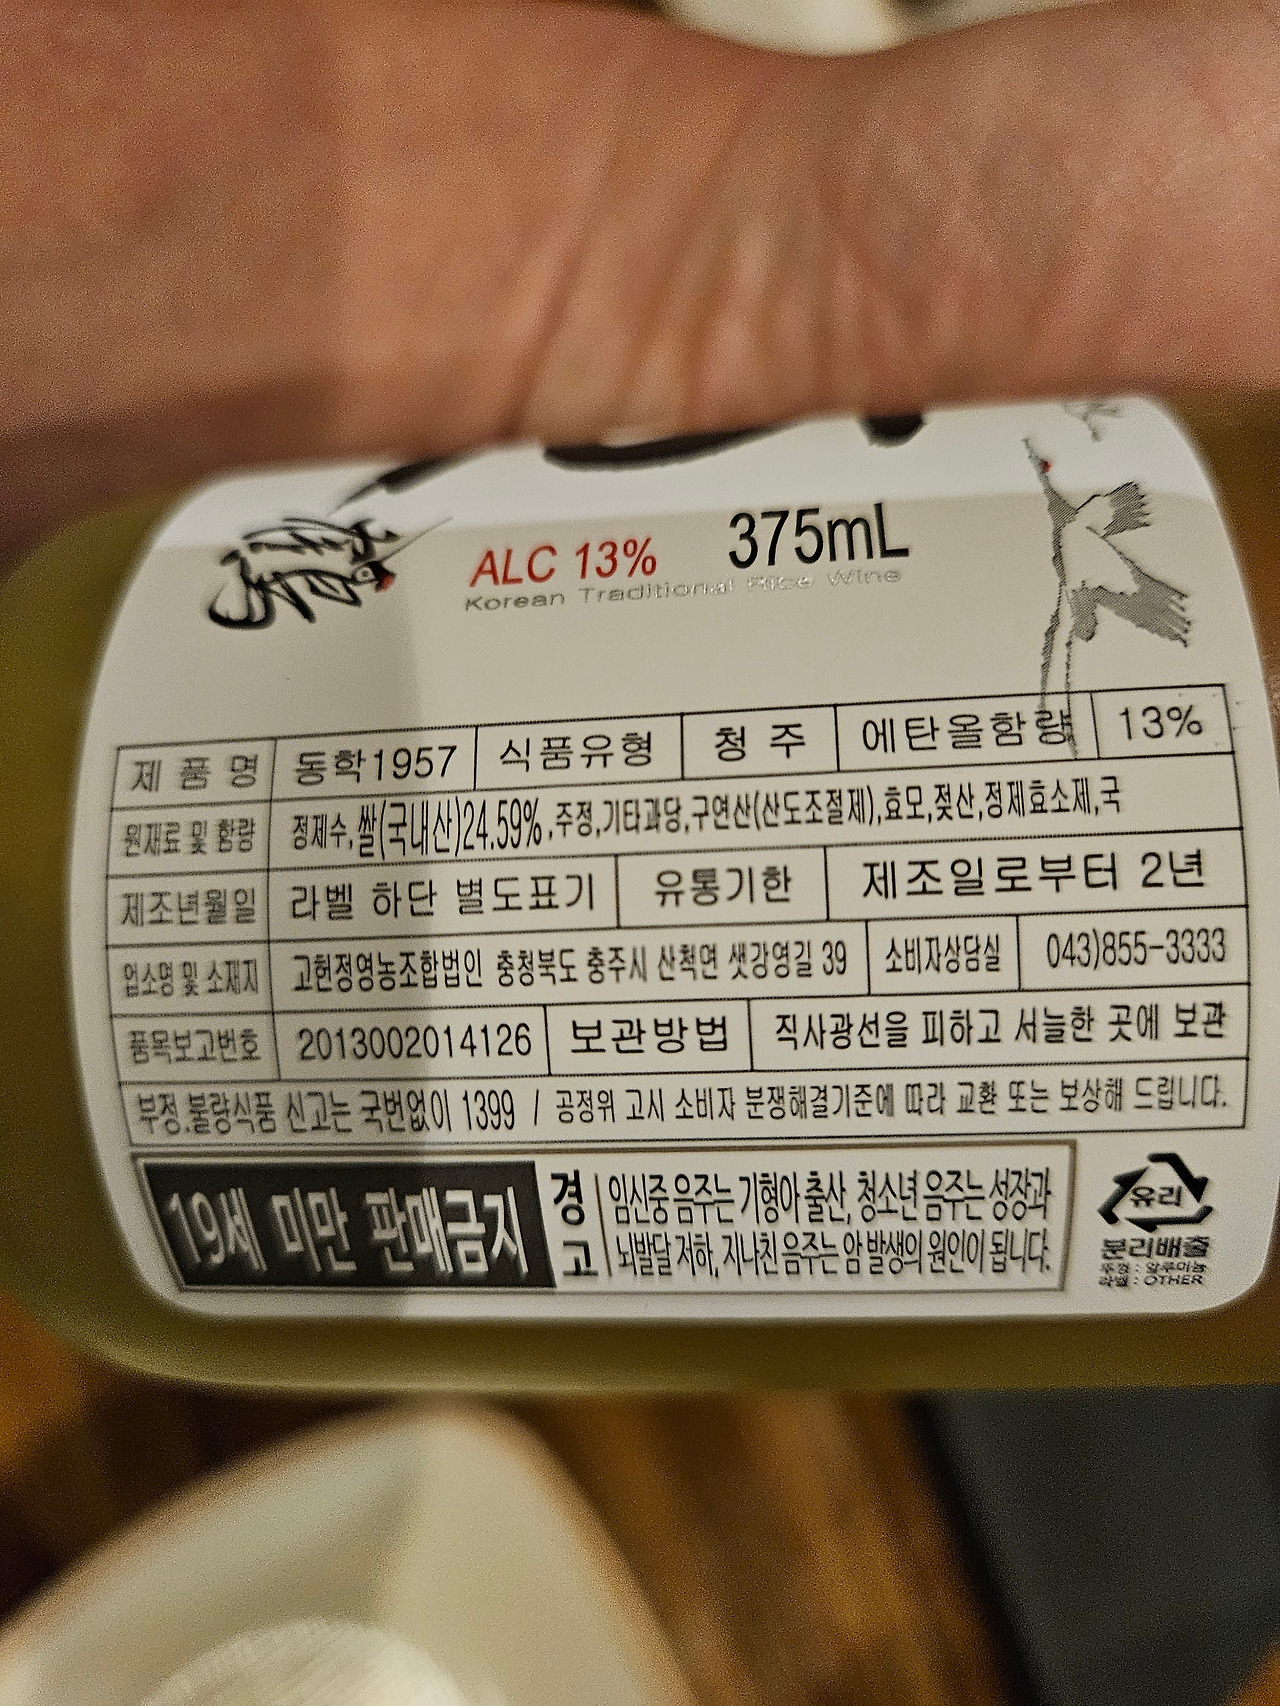 ALC 13% 375mL
Korean Traditional Rice Wine
제 품 명 동학1957 식품유형 청 주 에탄올함량 13%
원재료 및 함량 정제수,쌀(국내산)24.59%,주정,기타과당,구연산(산도조절제),효모,젖산,정제효소제,국
제조년월일 라벨 하단 별도표기 유통기한 제조일로부터 2년
업소명 및 소재지 고헌정영농조합법인 충청북도 충주시 산척면 샛강영길 39 소비자상담실 043)855-3333
품목보고번호 2013002014126 보관방법 직사광선을 피하고 서늘한 곳에 보관
부정.불량식품 신고는 국번없이 1399 / 공정위 고시 소비자 분쟁해결기준에 따라 교환 또는 보상해 드립니다.
19세 미만 판매금지
경고
임신중 음주는 기형아 출산, 청소년 음주는 성장과
뇌발달 저하, 지나친 음주는 암 발생의 원인이 됩니다.
유리
분리배출
뚜껑 : 알루미늄
라벨 : OTHER